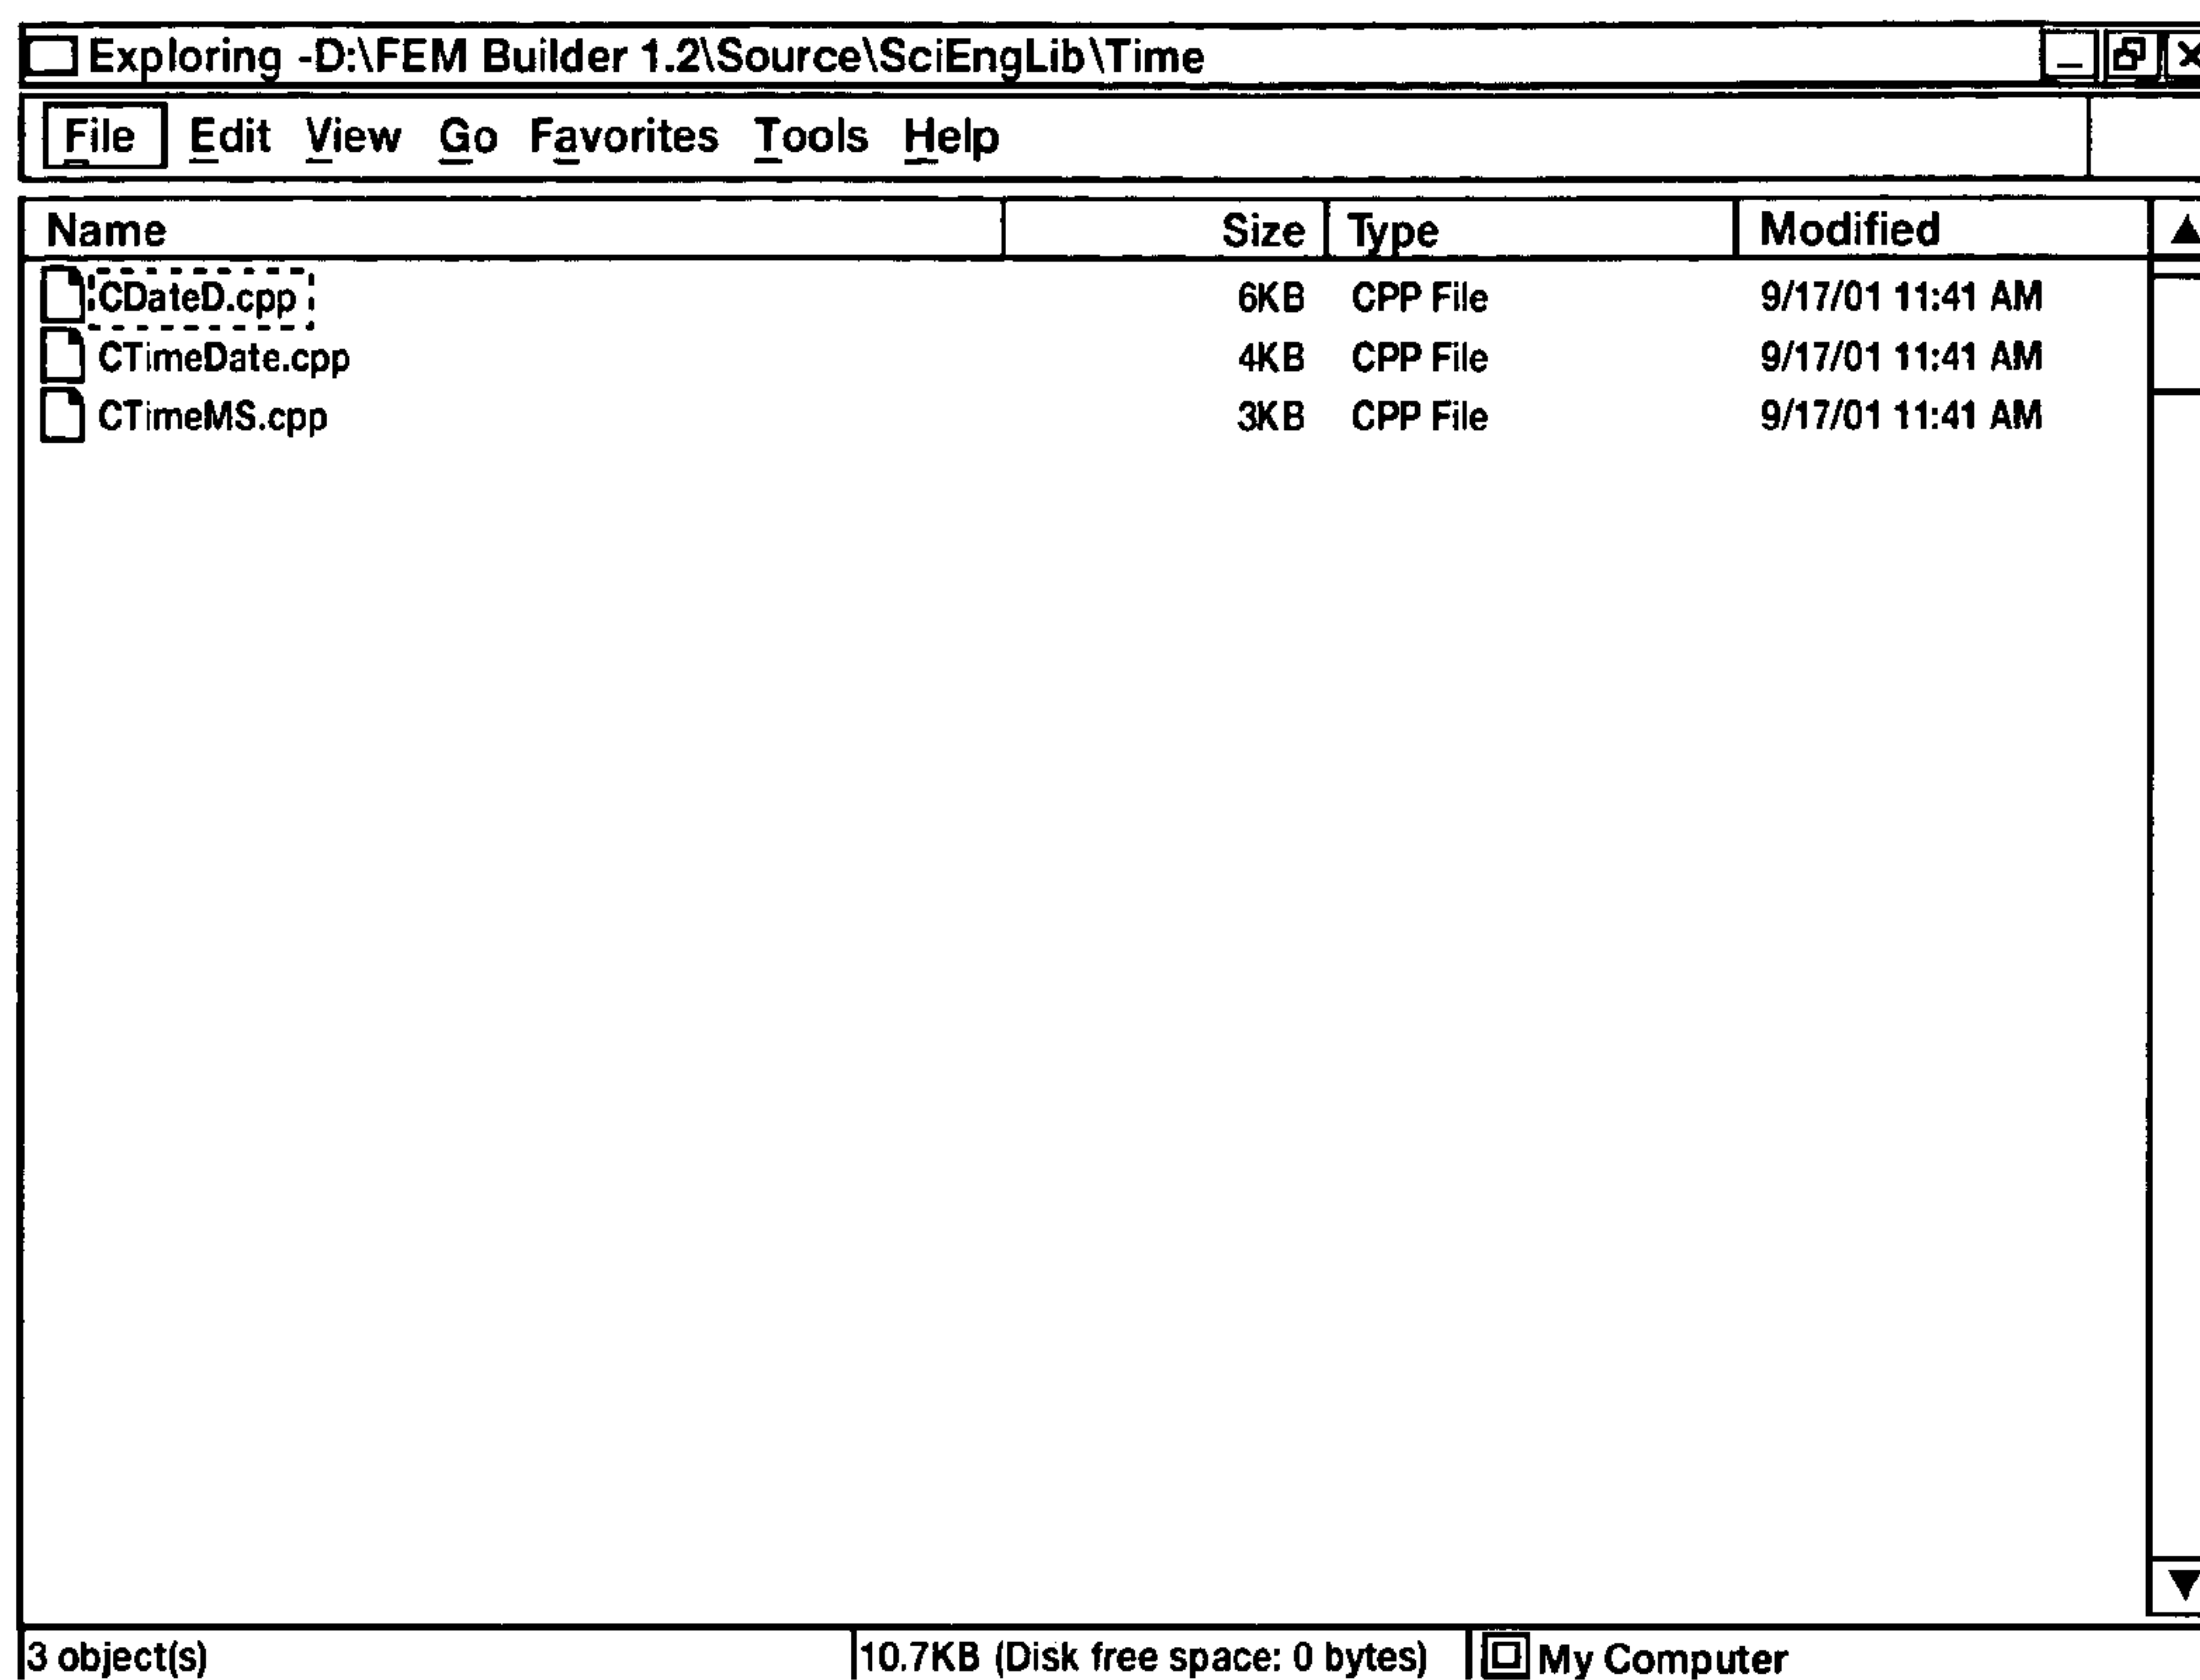 Exploring -D:\FEM Builder 1.2\Source\SciEngLib\Time
File Edit View Go Favorites Tools Help
Name Size Type Modified
CDateD.cpp 6KB CPP File 9/17/01 11:41 AM
CTimeDate.cpp 4KB CPP File 9/17/01 11:41 AM
CTimeMS.cpp 3KB CPP File 9/17/01 11:41 AM
3 object(s) 10.7KB (Disk free space: 0 bytes) My Computer